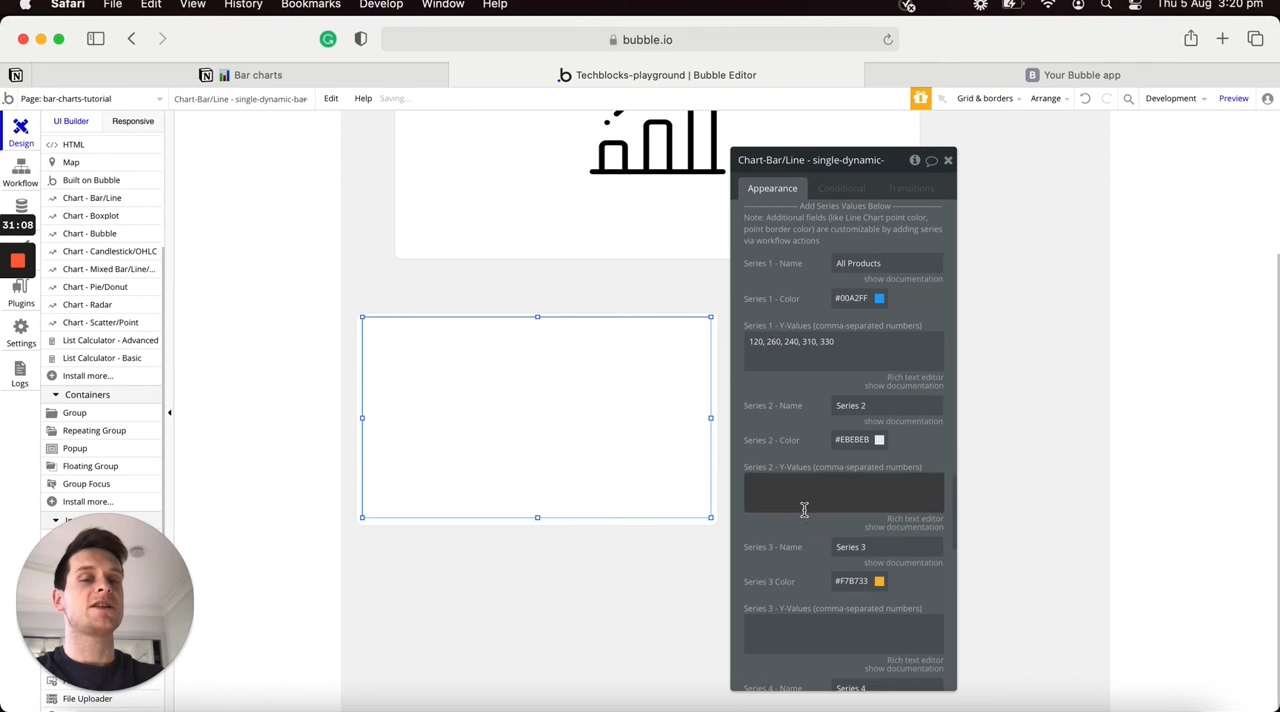 Safari File Edit View History Bookmarks Develop Window Help
Thu 5 Aug 3:20 pm
bubble.io
Bar charts
Techblocks-playground | Bubble Editor
Your Bubble app
Page: bar-charts-tutorial
Chart-Bar/Line - single-dynamic-bar
Edit
Help
Saving...
Grid & borders
Arrange
Development
Preview
Design
Workflow
31:08
Plugins
Settings
Logs
UI Builder
Responsive
HTML
Map
Built on Bubble
Chart - Bar/Line
Chart - Boxplot
Chart - Bubble
Chart - Candlestick/OHLC
Chart - Mixed Bar/Line/...
Chart - Pie/Donut
Chart - Radar
Chart - Scatter/Point
List Calculator - Advanced
List Calculator - Basic
Install more...
Containers
Group
Repeating Group
Popup
Floating Group
Group Focus
Install more...
File Uploader
Chart-Bar/Line - single-dynamic-
Appearance
Conditional
Transitions
-------------------- Add Series Values Below --------------------
Note: Additional fields (like Line Chart point color,
point border color) are customizable by adding series
via workflow actions
Series 1 - Name
All Products
show documentation
Series 1 - Color
#00A2FF
Series 1 - Y-Values (comma-separated numbers)
120, 260, 240, 310, 330
Rich text editor
show documentation
Series 2 - Name
Series 2
show documentation
Series 2 - Color
#EBEBEB
Series 2 - Y-Values (comma-separated numbers)
Rich text editor
show documentation
Series 3 - Name
Series 3
show documentation
Series 3 Color
#F7B733
Series 3 - Y-Values (comma-separated numbers)
Rich text editor
show documentation
Series 4 - Name
Series 4